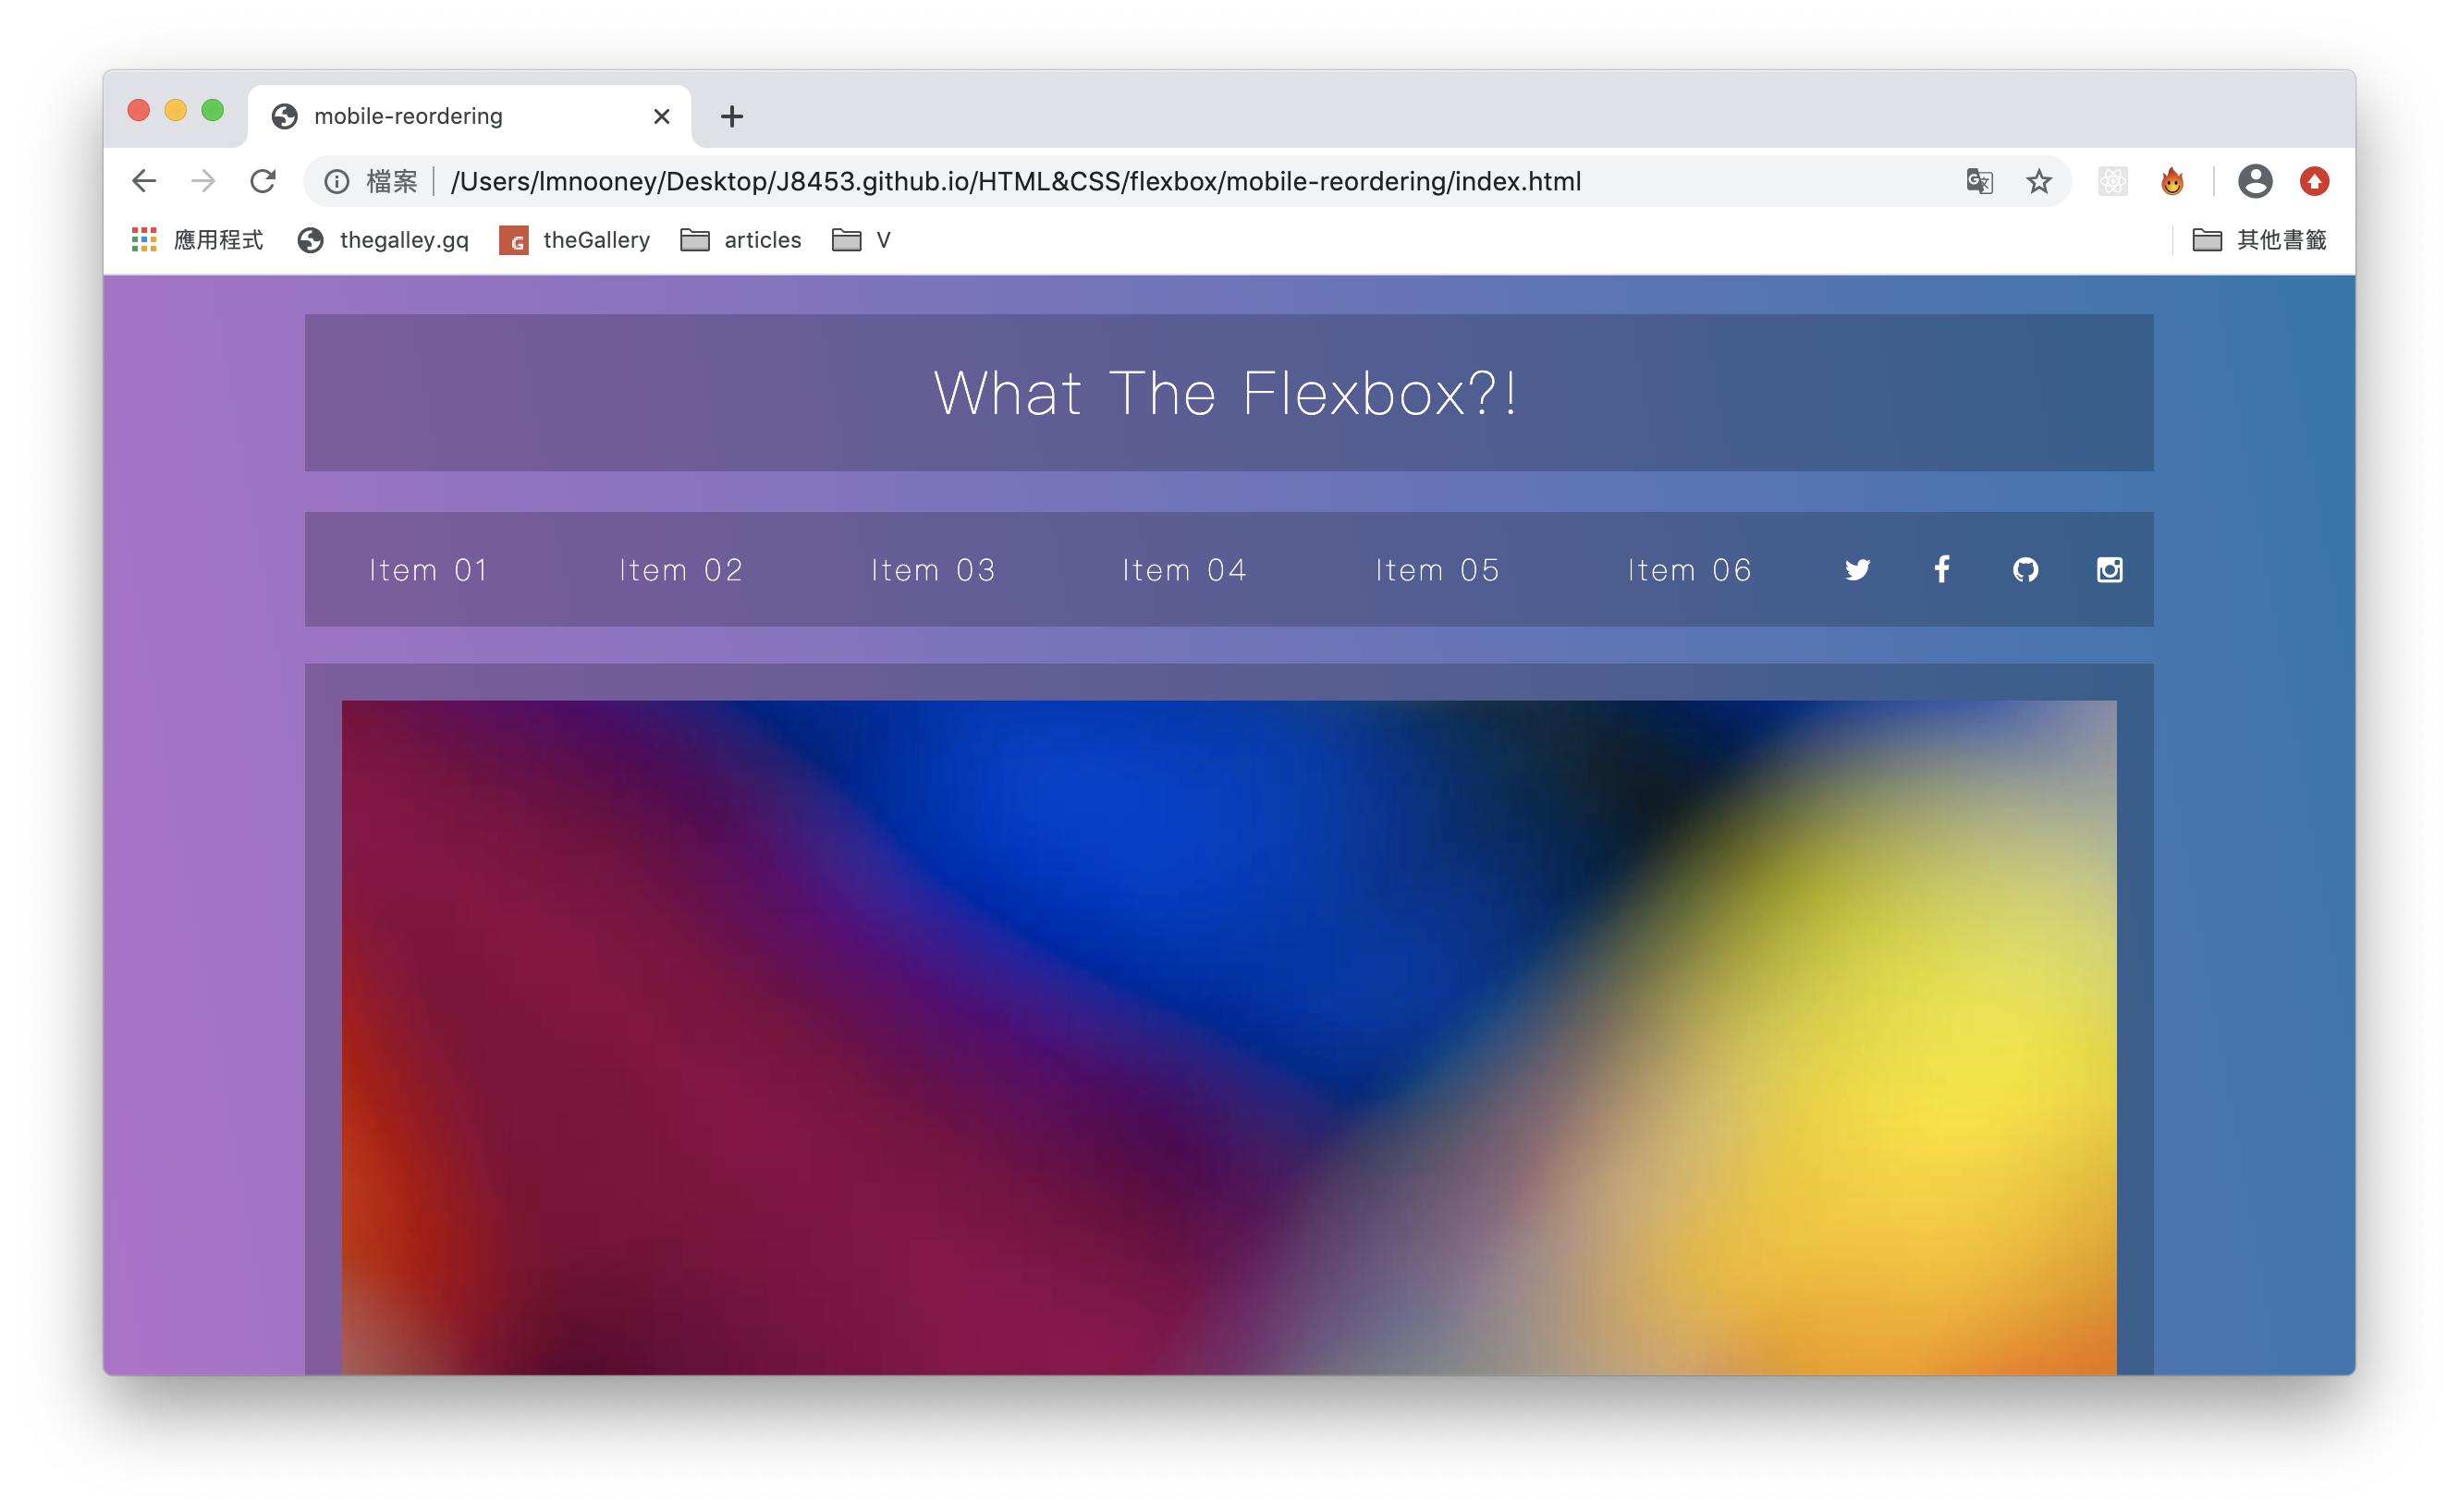 mobile-reordering
檔案 /Users/lmnooney/Desktop/J8453.github.io/HTML&CSS/flexbox/mobile-reordering/index.html
應用程式 thegalley.gq theGallery articles V 其他書籤
What The Flexbox?!
Item 01 Item 02 Item 03 Item 04 Item 05 Item 06